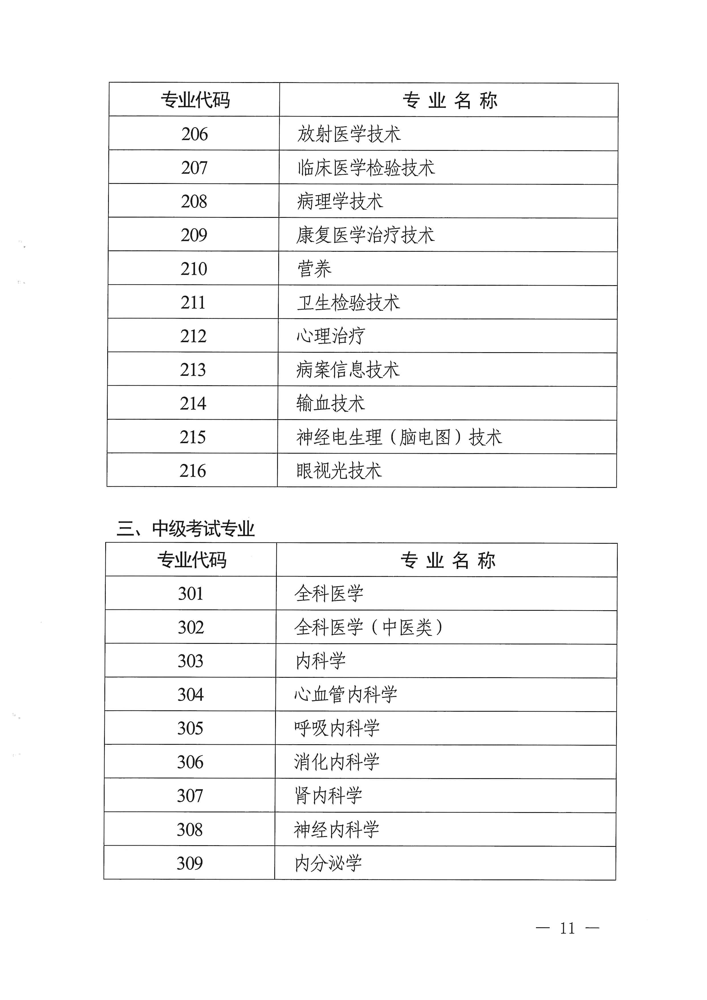 专业代码 专 业 名 称
206 放射医学技术
207 临床医学检验技术
208 病理学技术
209 康复医学治疗技术
210 营养
211 卫生检验技术
212 心理治疗
213 病案信息技术
214 输血技术
215 神经电生理（脑电图）技术
216 眼视光技术
三、中级考试专业
专业代码 专 业 名 称
301 全科医学
302 全科医学（中医类）
303 内科学
304 心血管内科学
305 呼吸内科学
306 消化内科学
307 肾内科学
308 神经内科学
309 内分泌学
— 11 —